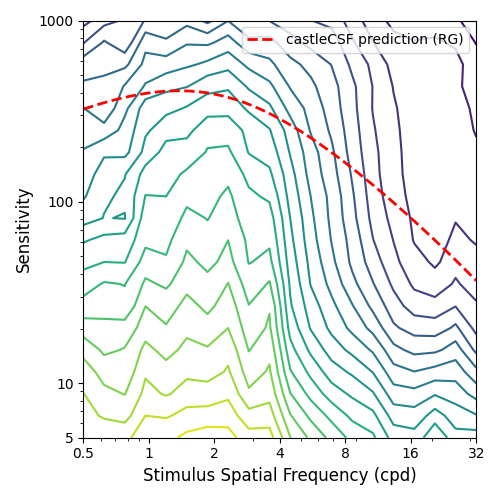 1000
castleCSF prediction (RG)
100
10
5
Sensitivity
0.5 1 2 4 8 16 32
Stimulus Spatial Frequency (cpd)